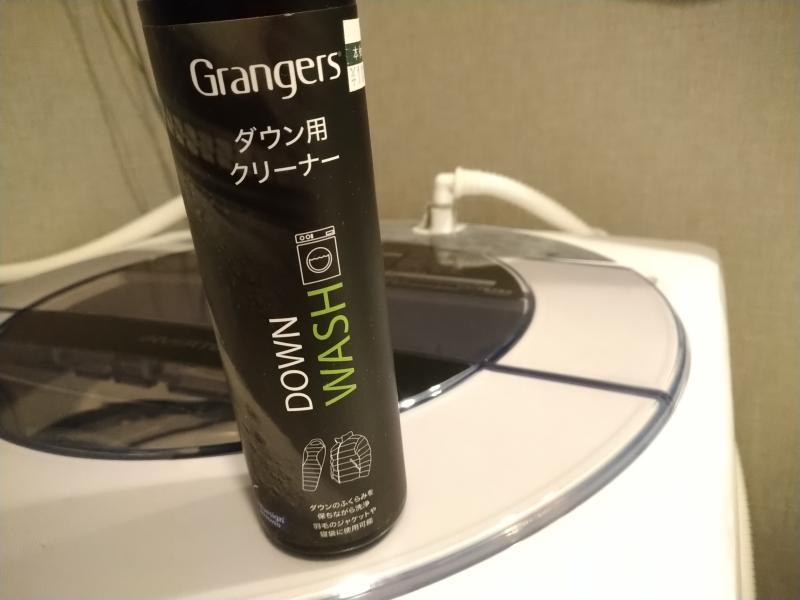 Grangers
ダウン用
クリーナー
DOWN
WASH
ダウンのふくらみを
保ちながら洗浄
羽毛のジャケットや
寝袋に使用可能